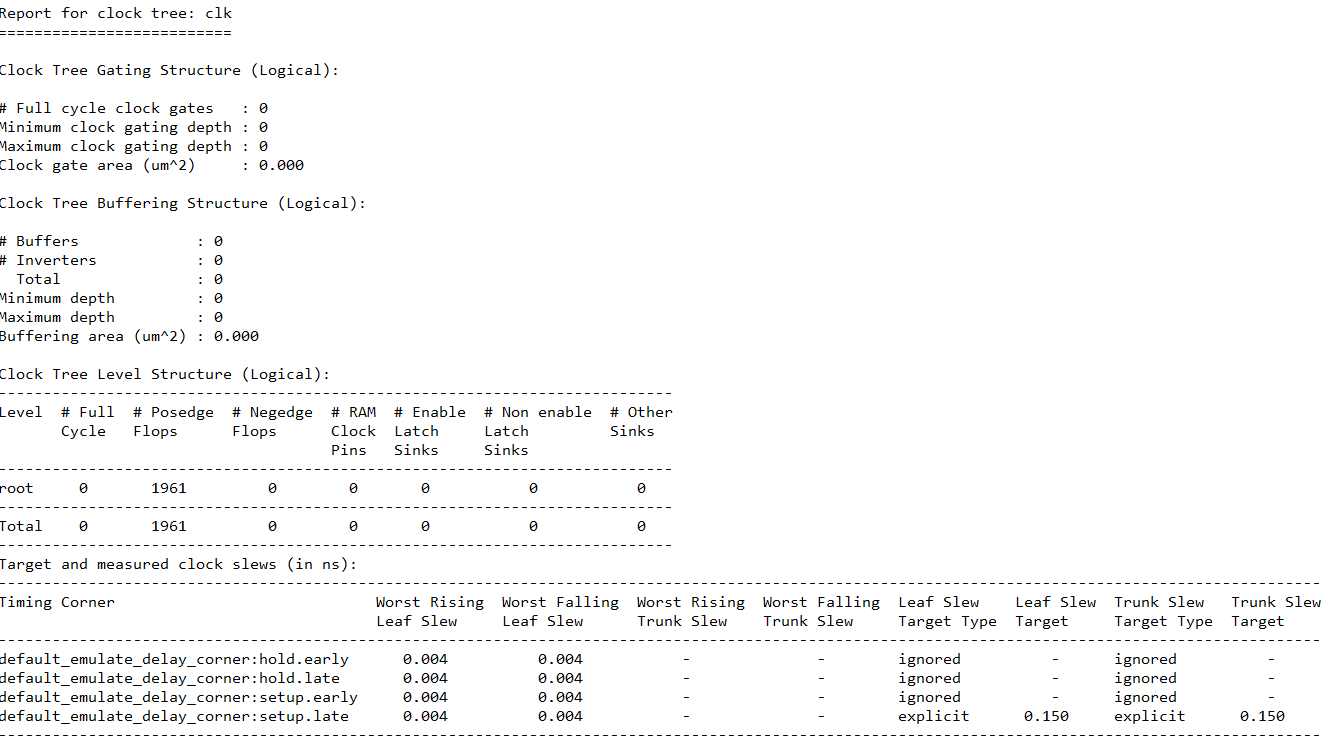 Report for clock tree: clk
==========================
Clock Tree Gating Structure (Logical):
# Full cycle clock gates   : 0
Minimum clock gating depth : 0
Maximum clock gating depth : 0
Clock gate area (um^2)     : 0.000
Clock Tree Buffering Structure (Logical):
# Buffers             : 0
# Inverters           : 0
  Total               : 0
Minimum depth         : 0
Maximum depth         : 0
Buffering area (um^2) : 0.000
Clock Tree Level Structure (Logical):
---------------------------------------------------------------------------
Level  # Full  # Posedge  # Negedge  # RAM  # Enable  # Non enable  # Other
       Cycle   Flops      Flops      Clock  Latch     Latch         Sinks
                                     Pins   Sinks     Sinks
---------------------------------------------------------------------------
root     0       1961         0        0       0           0           0
---------------------------------------------------------------------------
Total    0       1961         0        0       0           0           0
---------------------------------------------------------------------------
Target and measured clock slews (in ns):
---------------------------------------------------------------------------------------------------------------------------------------------------
Timing Corner                             Worst Rising  Worst Falling  Worst Rising  Worst Falling  Leaf Slew    Leaf Slew  Trunk Slew   Trunk Slew
                                          Leaf Slew     Leaf Slew      Trunk Slew    Trunk Slew     Target Type  Target     Target Type  Target
---------------------------------------------------------------------------------------------------------------------------------------------------
default_emulate_delay_corner:hold.early      0.004          0.004           -              -        ignored          -      ignored          -
default_emulate_delay_corner:hold.late       0.004          0.004           -              -        ignored          -      ignored          -
default_emulate_delay_corner:setup.early     0.004          0.004           -              -        ignored          -      ignored          -
default_emulate_delay_corner:setup.late      0.004          0.004           -              -        explicit      0.150     explicit      0.150
---------------------------------------------------------------------------------------------------------------------------------------------------